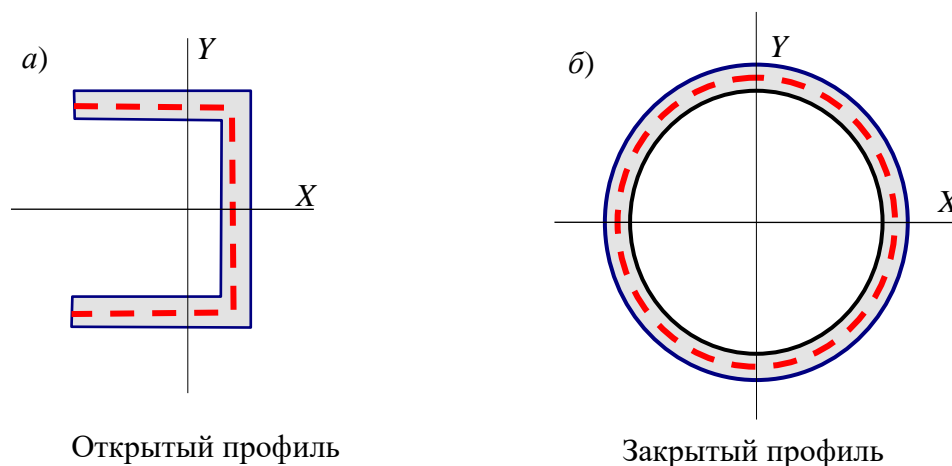 а) Y
X
Открытый профиль
б) Y
X
Закрытый профиль